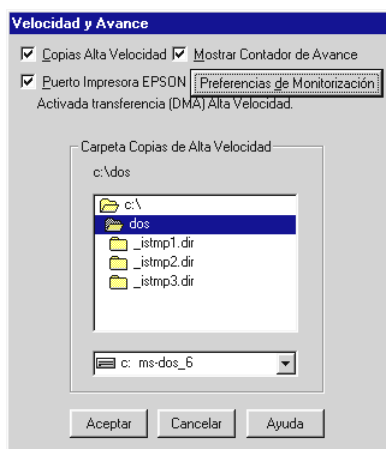 Velocidad y Avance
Copias Alta Velocidad Mostrar Contador de Avance
Puerto Impresora EPSON Preferencias de Monitorización
Activada transferencia (DMA) Alta Velocidad.
Carpeta Copias de Alta Velocidad
c:\dos
c:\
dos
_istmp1.dir
_istmp2.dir
_istmp3.dir
c: ms-dos_6
Aceptar Cancelar Ayuda